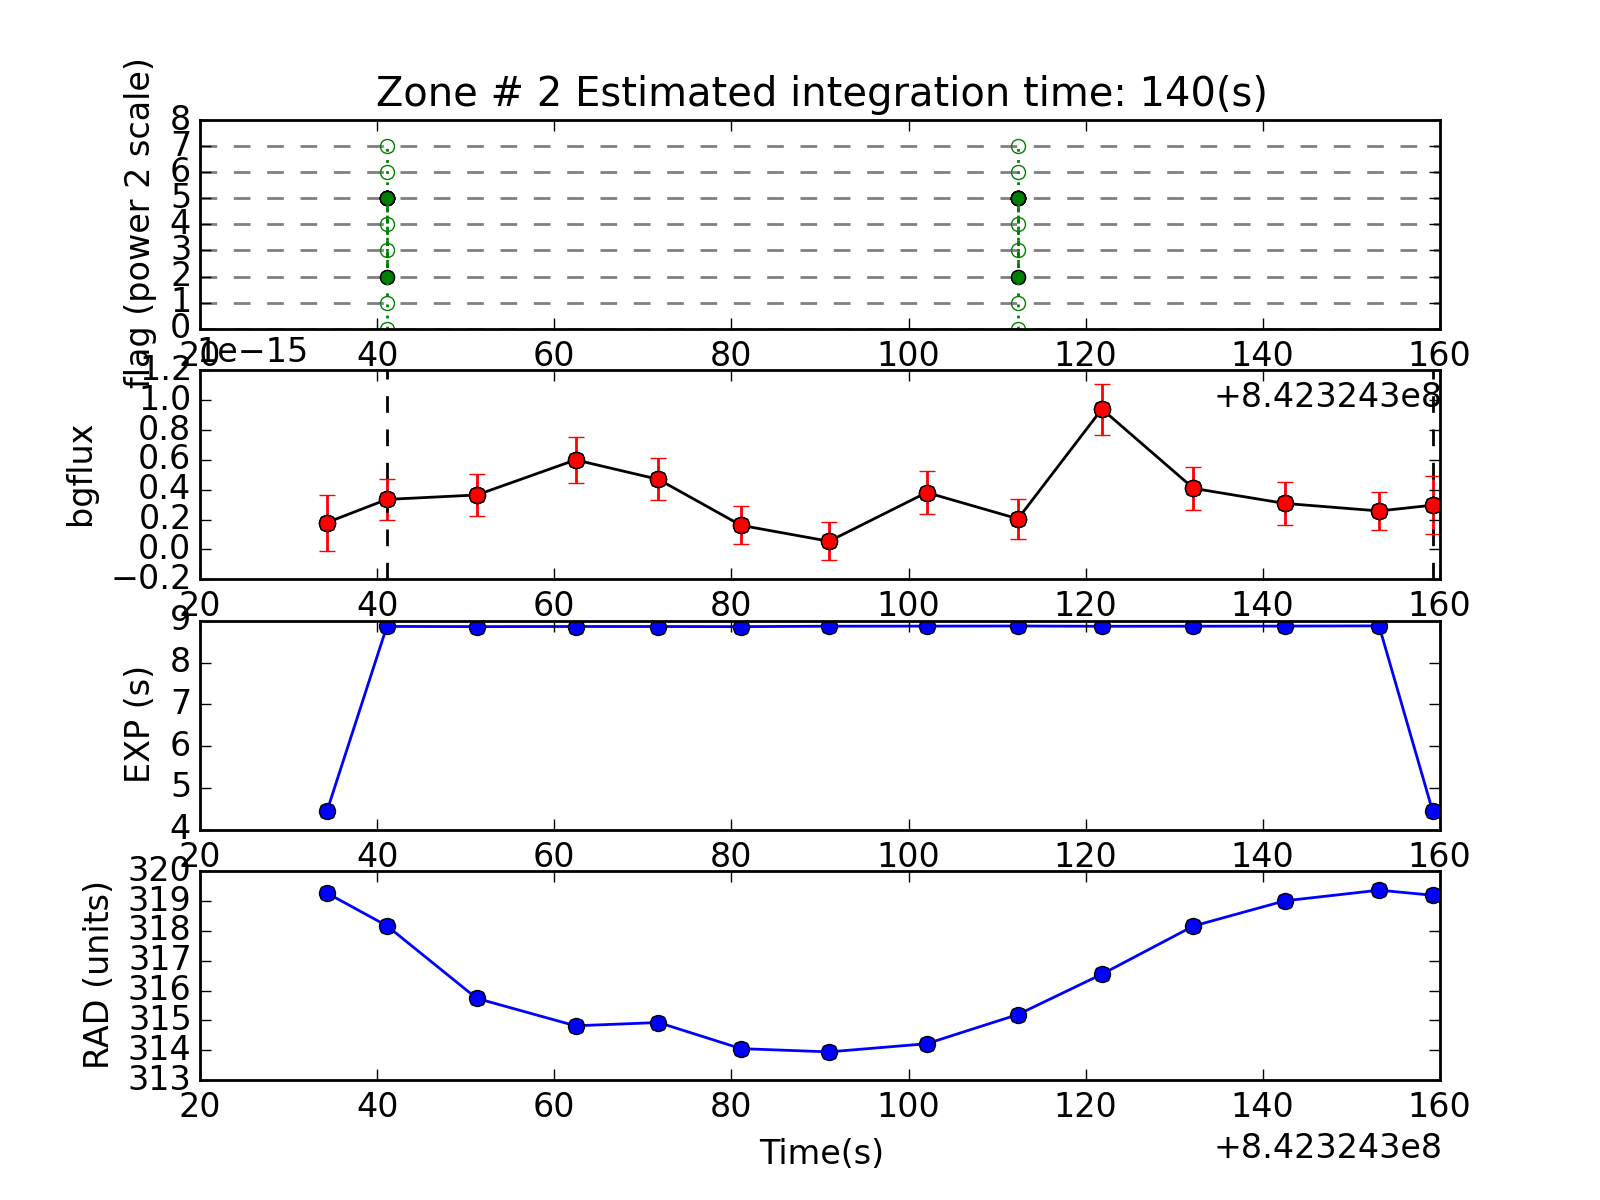 Zone # 2 Estimated integration time: 140(s)
flag (power 2 scale)
8
7
6
5
4
3
2
1
0
20 40 60 80 100 120 140 160
1e−15
+8.423243e8
bgflux
1.2
1.0
0.8
0.6
0.4
0.2
0.0
−0.2
20 40 60 80 100 120 140 160
EXP (s)
9
8
7
6
5
4
20 40 60 80 100 120 140 160
RAD (units)
320
319
318
317
316
315
314
313
20 40 60 80 100 120 140 160
Time(s)
+8.423243e8